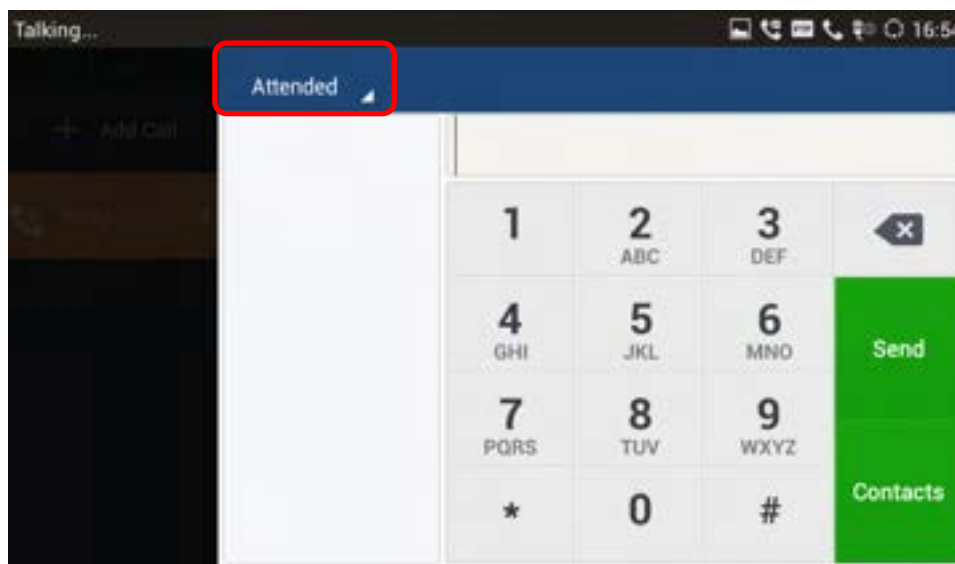 Talking... 16:54
Attended
Add Call
1 2 3
ABC DEF
4 5 6 Send
GHI JKL MNO
7 8 9
PQRS TUV WXYZ
* 0 # Contacts